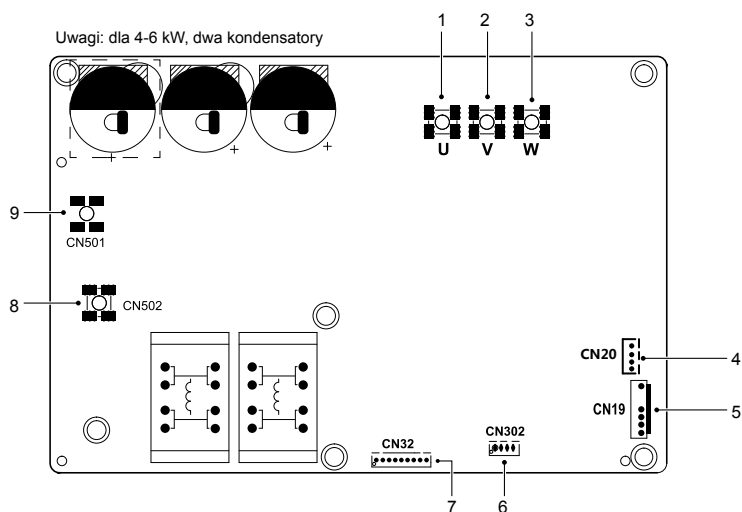 Uwagi: dla 4-6 kW, dwa kondensatory
1 2 3
U V W
9
CN501
8 CN502
CN20 4
CN19 5
CN32 CN302
7 6